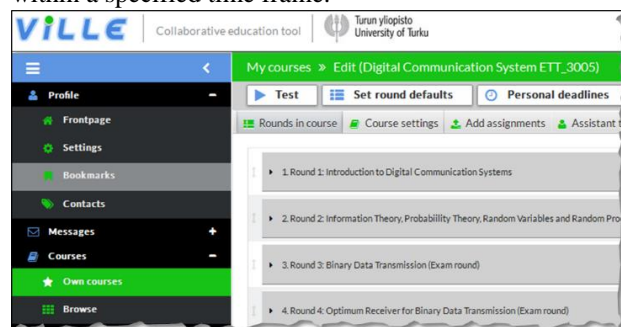 within a specified time frame.
ViLLE Collaborative education tool Turun yliopisto
University of Turku
My courses » Edit (Digital Communication System ETT_3005)
Profile
Test Set round defaults Personal deadlines
Frontpage
Rounds in course Course settings Add assignments Assistant
Settings
1. Round 1: Introduction to Digital Communication Systems
Bookmarks
Contacts
2. Round 2: Information Theory, Probabillity Theory, Random Variables and Random
Messages
Courses
3. Round 3: Binary Data Transmission (Exam round)
Own courses
Browse
4. Round 4: Optimum Receiver for Binary Data Transmission (Exam round)